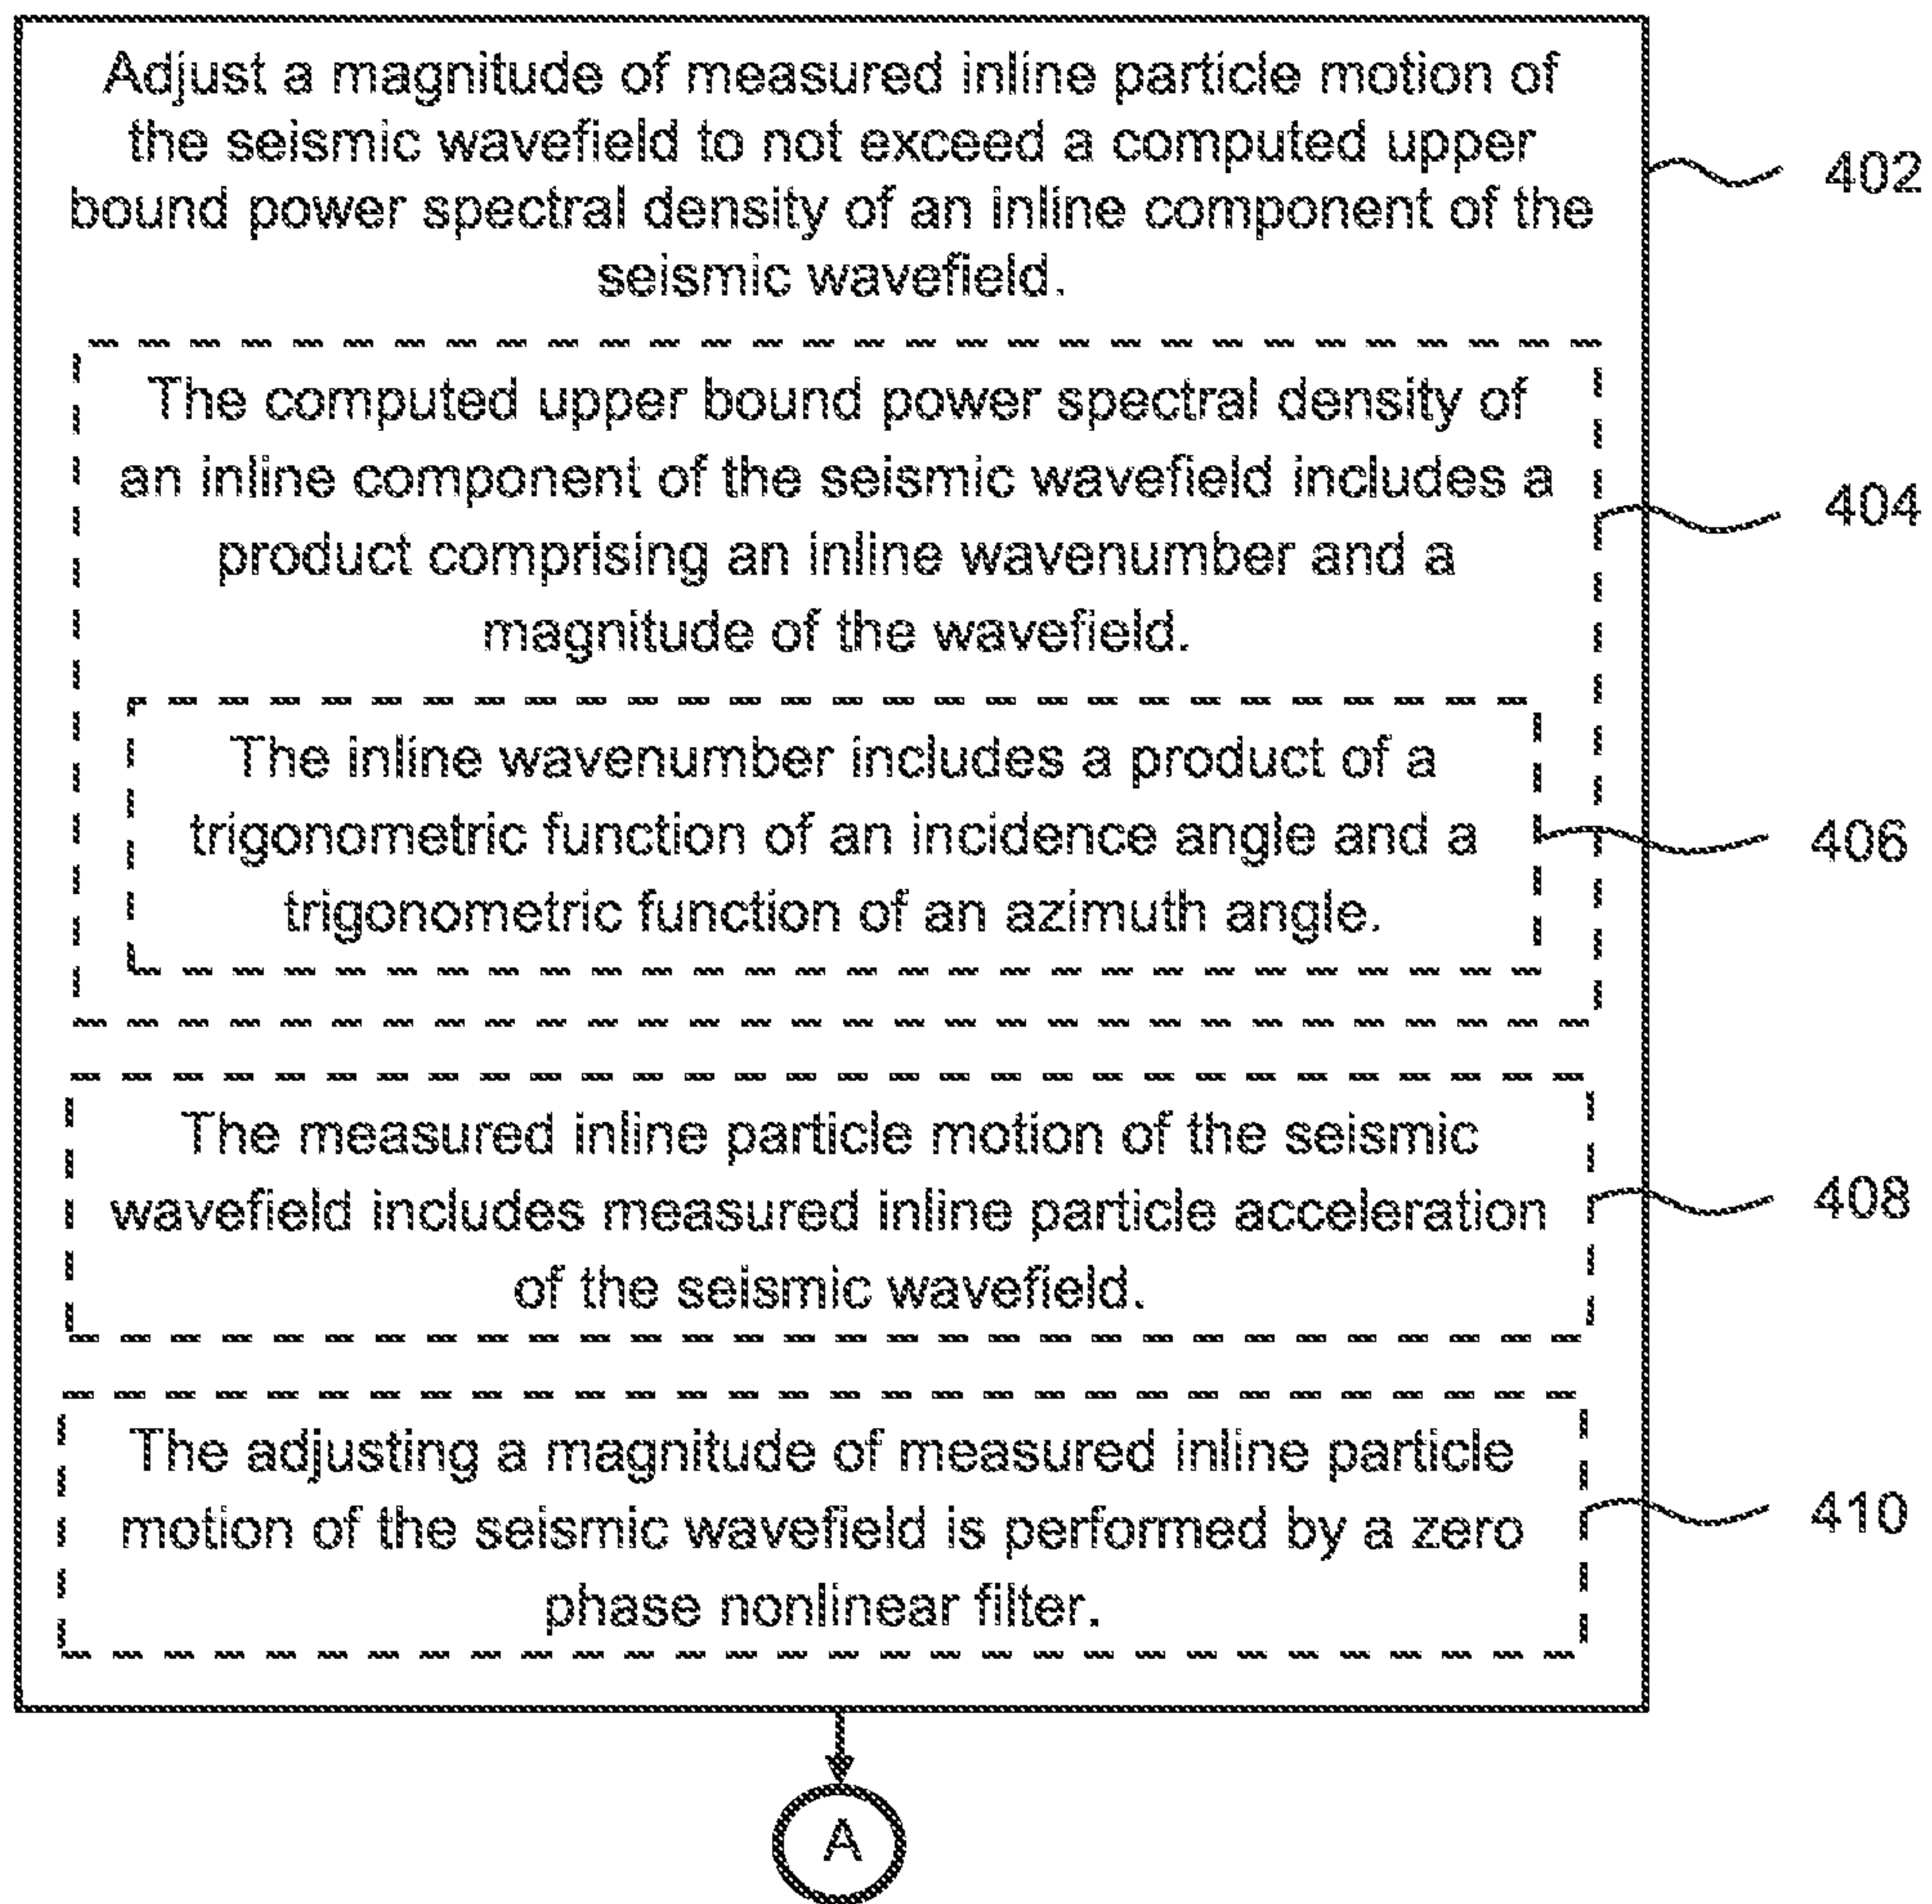 Adjust a magnitude of measured inline particle motion of
the seismic wavefield to not exceed a computed upper
bound power spectral density of an inline component of the
seismic wavefield.
402
The computed upper bound power spectral density of
an inline component of the seismic wavefield includes a
product comprising an inline wavenumber and a
magnitude of the wavefield.
404
The inline wavenumber includes a product of a
trigonometric function of an incidence angle and a
trigonometric function of an azimuth angle.
406
The measured inline particle motion of the seismic
wavefield includes measured inline particle acceleration
of the seismic wavefield.
408
The adjusting a magnitude of measured inline particle
motion of the seismic wavefield is performed by a zero
phase nonlinear filter.
410
A